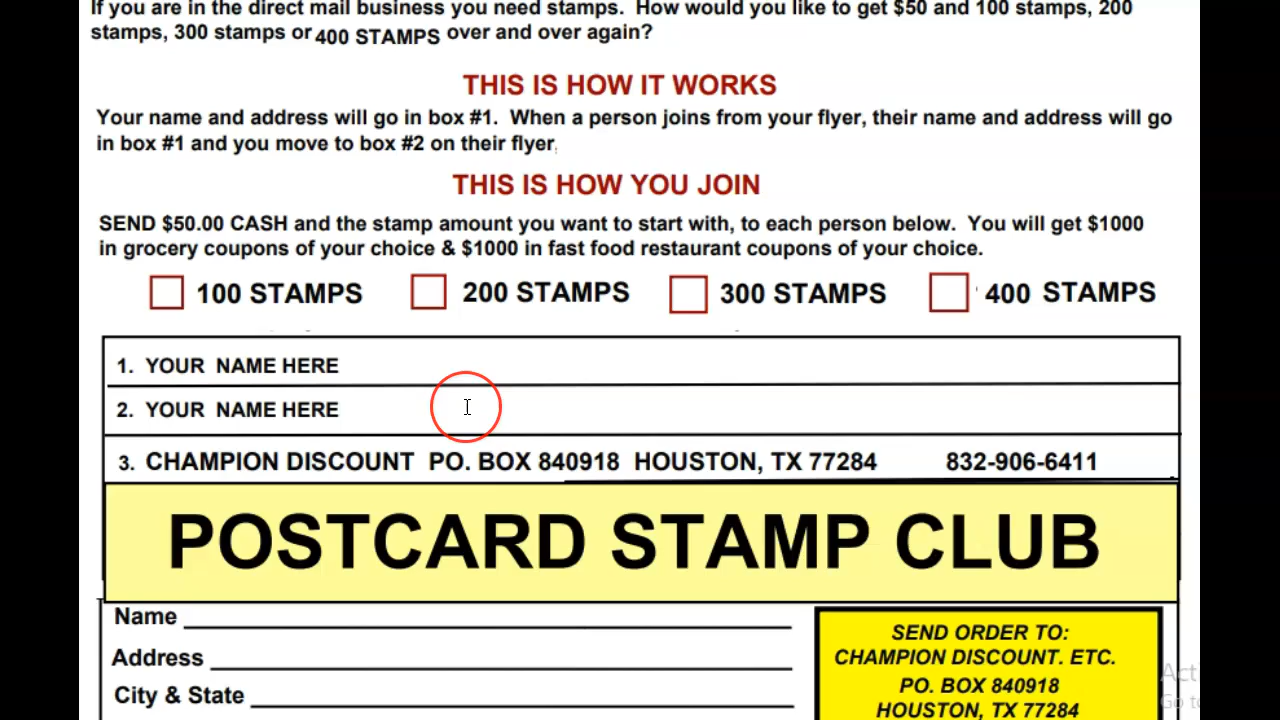 If you are in the direct mail business you need stamps. How would you like to get $50 and 100 stamps, 200
stamps, 300 stamps or 400 STAMPS over and over again?
THIS IS HOW IT WORKS
Your name and address will go in box #1. When a person joins from your flyer, their name and address will go
in box #1 and you move to box #2 on their flyer.
THIS IS HOW YOU JOIN
SEND $50.00 CASH and the stamp amount you want to start with, to each person below. You will get $1000
in grocery coupons of your choice & $1000 in fast food restaurant coupons of your choice.
100 STAMPS 200 STAMPS 300 STAMPS 400 STAMPS
1. YOUR NAME HERE
2. YOUR NAME HERE
3. CHAMPION DISCOUNT PO. BOX 840918 HOUSTON, TX 77284 832-906-6411
POSTCARD STAMP CLUB
Name
Address
City & State
SEND ORDER TO:
CHAMPION DISCOUNT. ETC.
PO. BOX 840918
HOUSTON, TX 77284